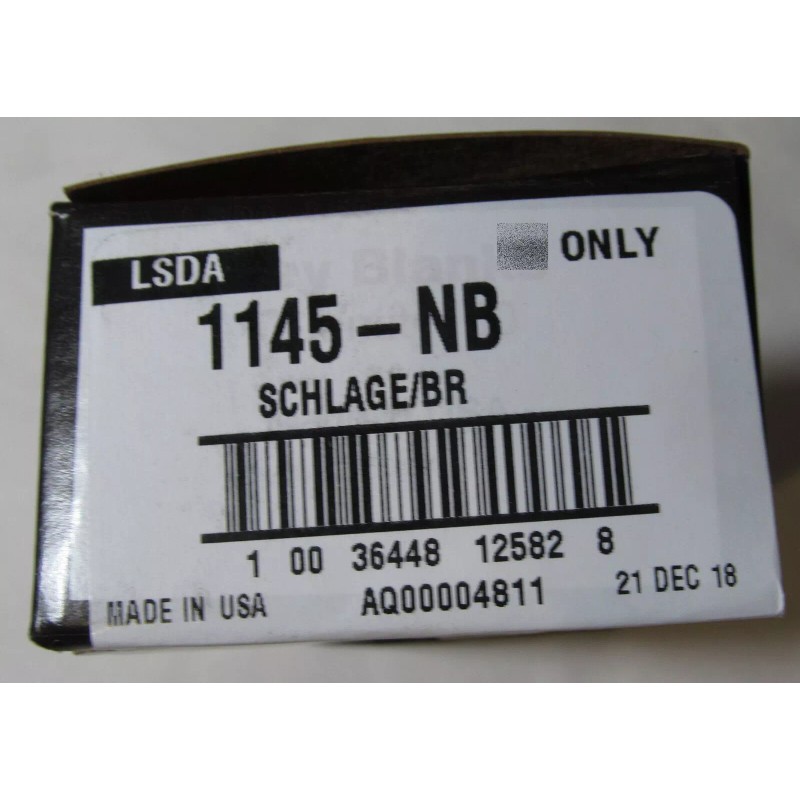 LSDA
ONLY
1145-NB
SCHLAGE/BR
1 00 36448 12582 8
MADE IN USA AQ00004811 21 DEC 18